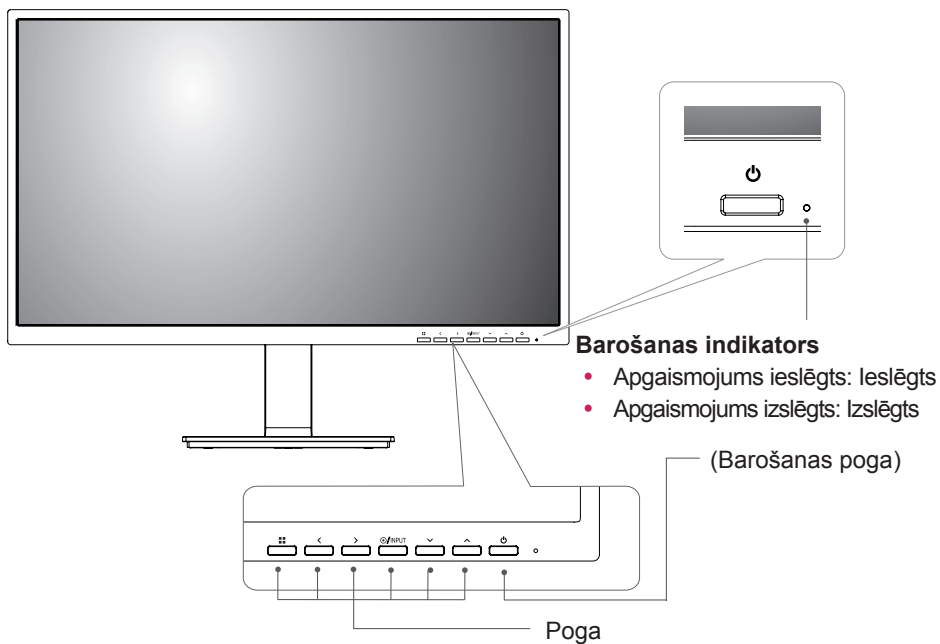 Barošanas indikators
• Apgaismojums ieslēgts: Ieslēgts
• Apgaismojums izslēgts: Izslēgts
(Barošanas poga)
/INPUT
Poga